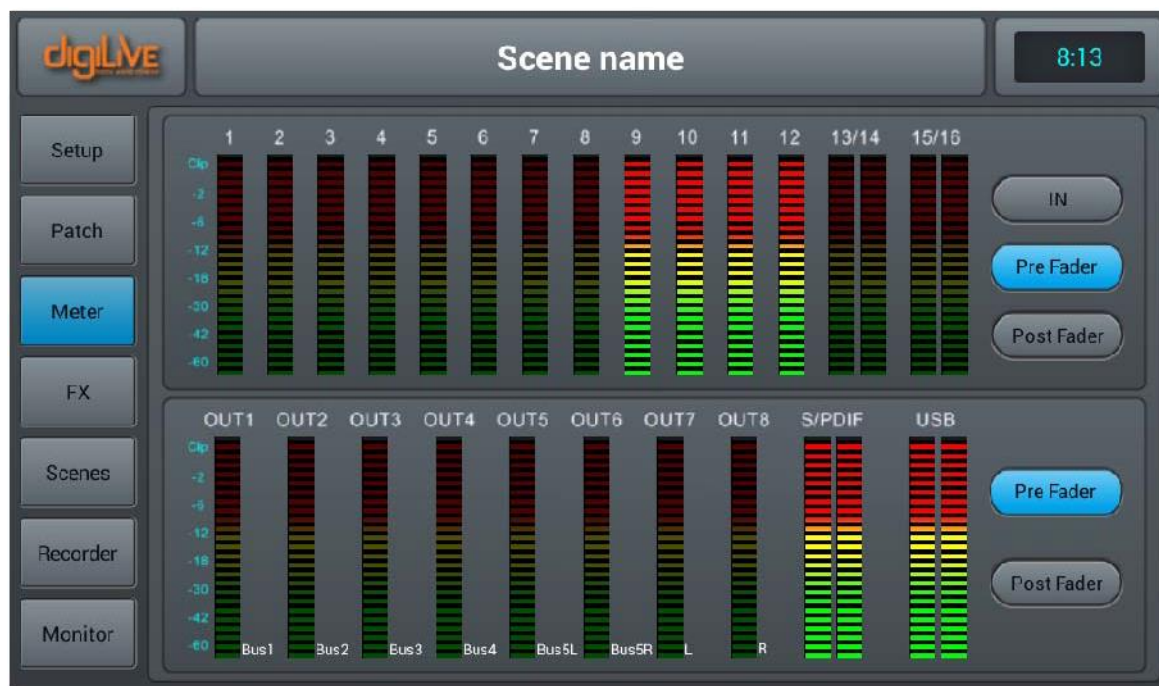 digiLiVE
Scene name
8:13
Setup
Patch
Meter
FX
Scenes
Recorder
Monitor
1 2 3 4 5 6 7 8 9 10 11 12 13/14 15/16
Clip
-2
-6
-12
-18
-30
-42
-60
IN
Pre Fader
Post Fader
OUT1 OUT2 OUT3 OUT4 OUT5 OUT6 OUT7 OUT8 S/PDIF USB
Clip
-2
-6
-12
-18
-30
-42
-60
Bus1 Bus2 Bus3 Bus4 Bus5L Bus5R L R
Pre Fader
Post Fader